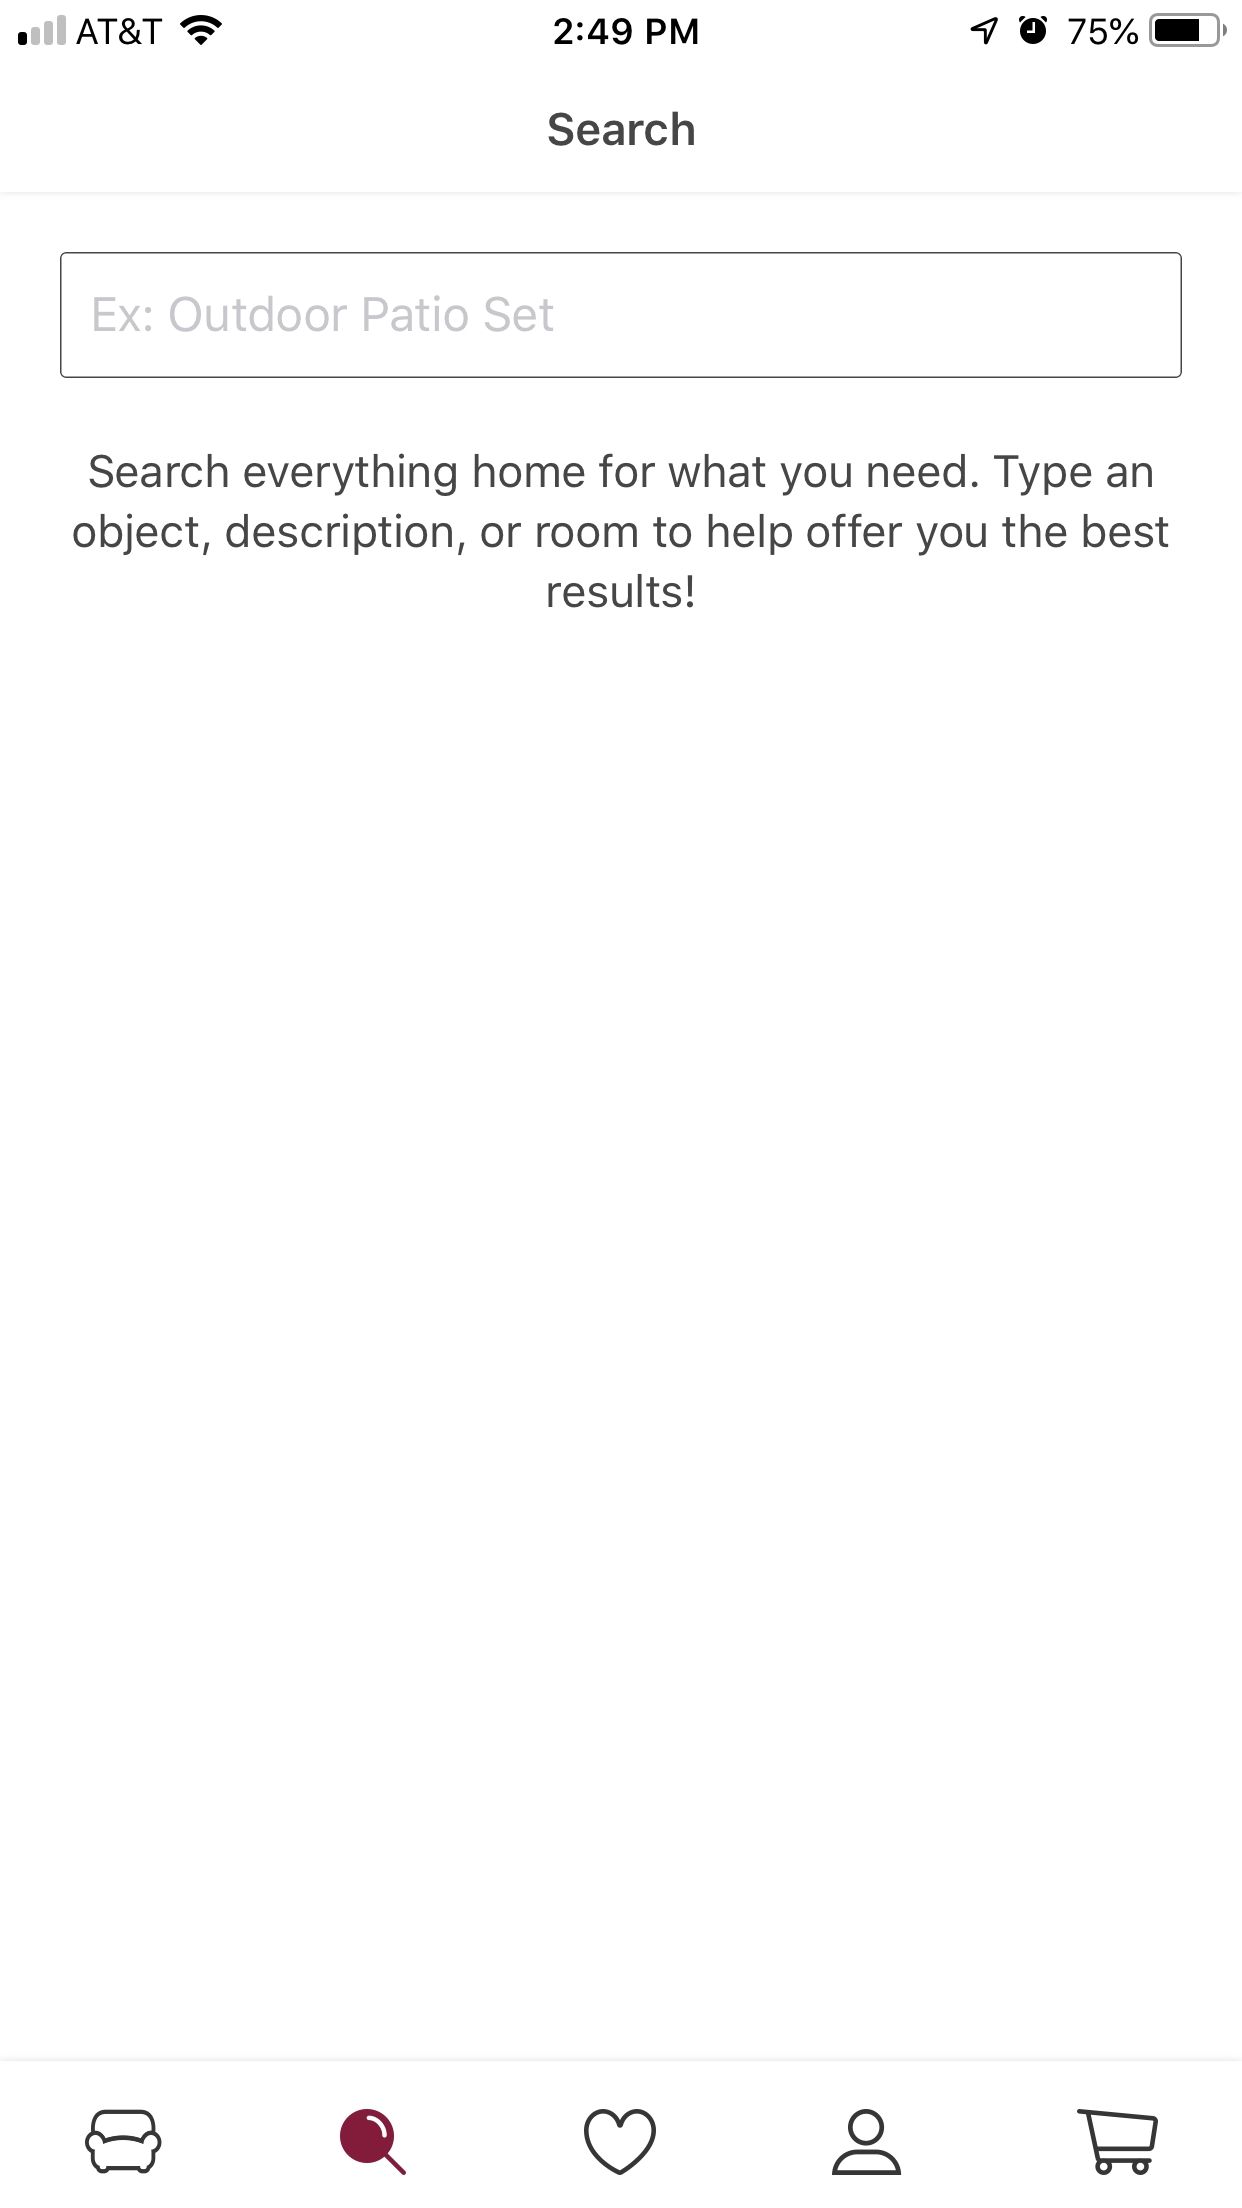 AT&T 2:49 PM 75%
Search
Ex: Outdoor Patio Set
Search everything home for what you need. Type an
object, description, or room to help offer you the best
results!